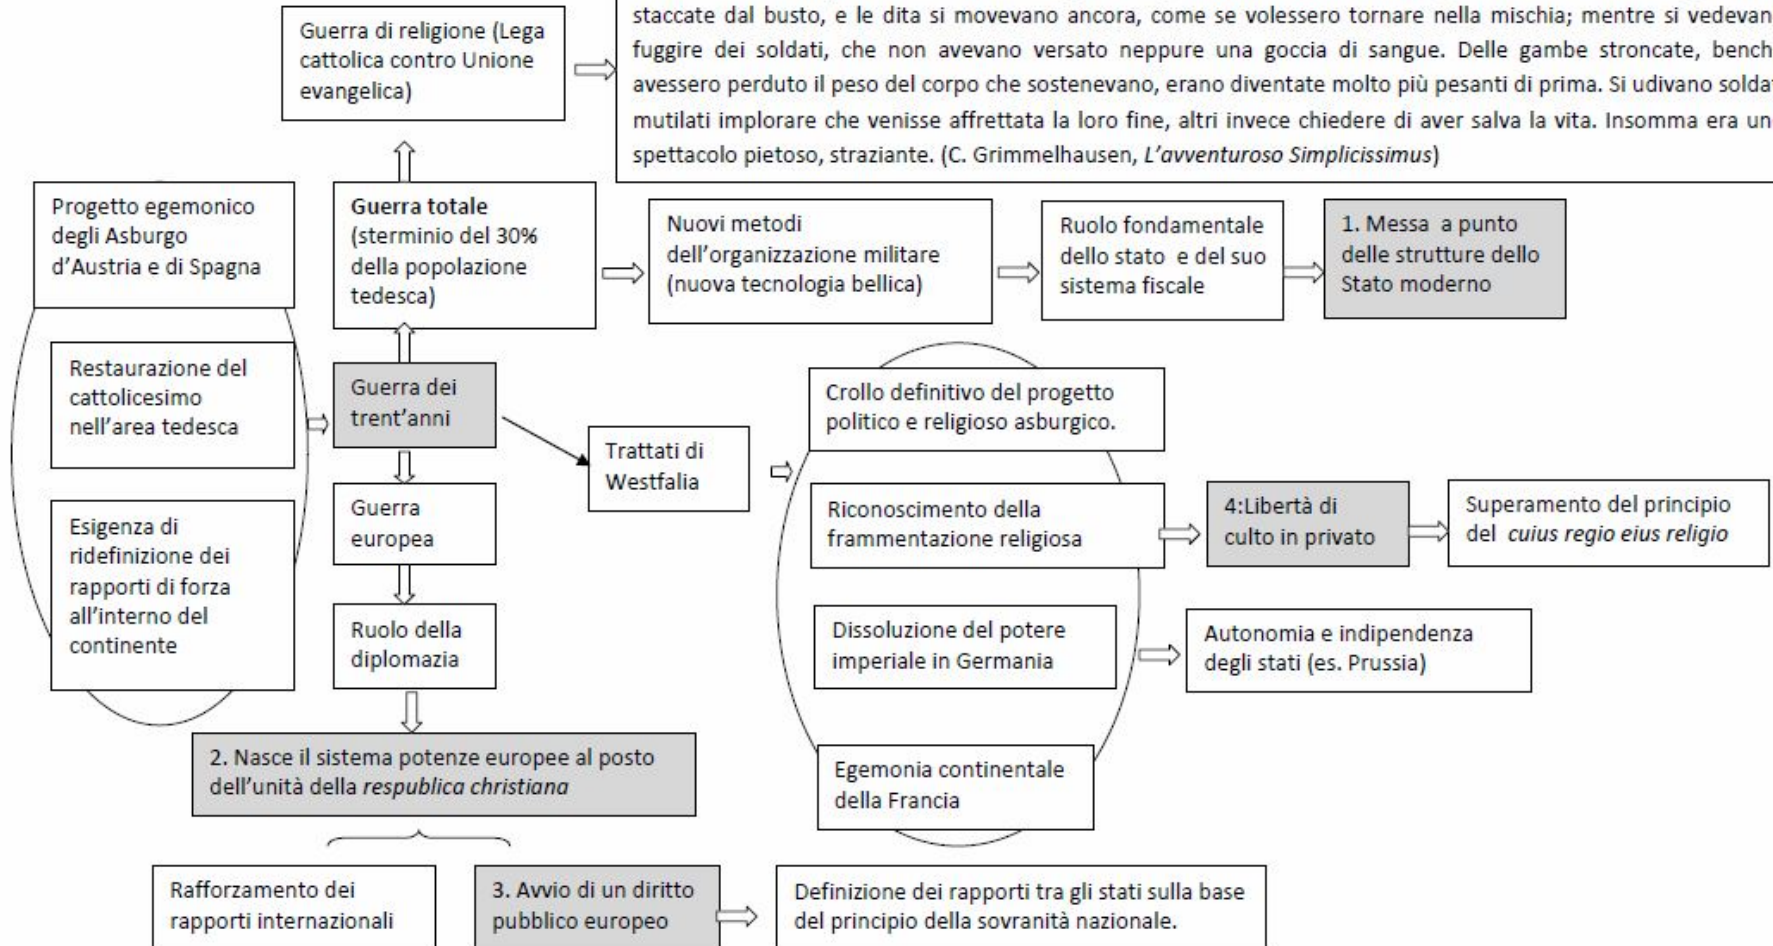 staccate dal busto, e le dita si movevano ancora, come se volessero tornare nella mischia; mentre si vedevan
fuggire dei soldati, che non avevano versato neppure una goccia di sangue. Delle gambe stroncate, bench
avessero perduto il peso del corpo che sostenevano, erano diventate molto più pesanti di prima. Si udivano soldat
mutilati implorare che venisse affrettata la loro fine, altri invece chiedere di aver salva la vita. Insomma era un
spettacolo pietoso, straziante. (C. Grimmelhausen, L'avventuroso Simplicissimus)
Guerra di religione (Lega
cattolica contro Unione
evangelica)
Progetto egemonico
degli Asburgo
d'Austria e di Spagna
Guerra totale
(sterminio del 30%
della popolazione
tedesca)
Nuovi metodi
dell'organizzazione militare
(nuova tecnologia bellica)
Ruolo fondamentale
dello stato e del suo
sistema fiscale
1. Messa a punto
delle strutture dello
Stato moderno
Restaurazione del
cattolicesimo
nell'area tedesca
Guerra dei
trent'anni
Crollo definitivo del progetto
politico e religioso asburgico.
Trattati di
Westfalia
Esigenza di
ridefinizione dei
rapporti di forza
all'interno del
continente
Guerra
europea
Riconoscimento della
frammentazione religiosa
4:Libertà di
culto in privato
Superamento del principio
del cuius regio eius religio
Ruolo della
diplomazia
Dissoluzione del potere
imperiale in Germania
Autonomia e indipendenza
degli stati (es. Prussia)
2. Nasce il sistema potenze europee al posto
dell'unità della respublica christiana
Egemonia continentale
della Francia
Rafforzamento dei
rapporti internazionali
3. Avvio di un diritto
pubblico europeo
Definizione dei rapporti tra gli stati sulla base
del principio della sovranità nazionale.